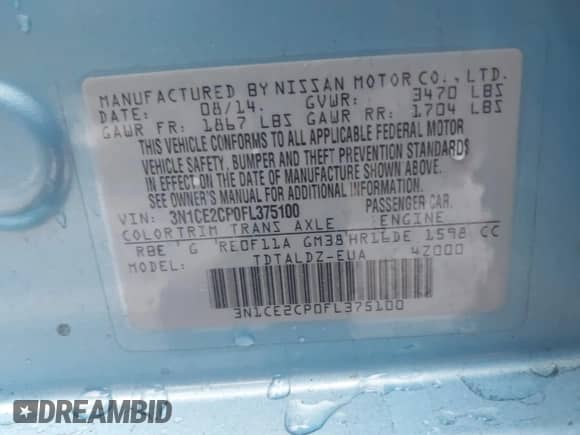 MANUFACTURED BY NISSAN MOTOR CO., LTD.
DATE: 08/14. GVWR: 3470 LBS
GAWR FR: 1867 LBS GAWR RR: 1704 LBS
THIS VEHICLE CONFORMS TO ALL APPLICABLE FEDERAL MOTOR
VEHICLE SAFETY, BUMPER AND THEFT PREVENTION STANDARDS
IN EFFECT ON THE DATE OF MANUFACTURE SHOWN ABOVE.
SEE OWNER'S MANUAL FOR ADDITIONAL INFORMATION.
VIN: 3N1CE2CP0FL375100 PASSENGER CAR.
COLOR TRIM TRANS AXLE ENGINE
RBE G RE0F11A GM38 HR16DE 1598 CC
MODEL: TDTALDZ-EUA 4Z000
3N1CE2CP0FL375100
DREAMBID